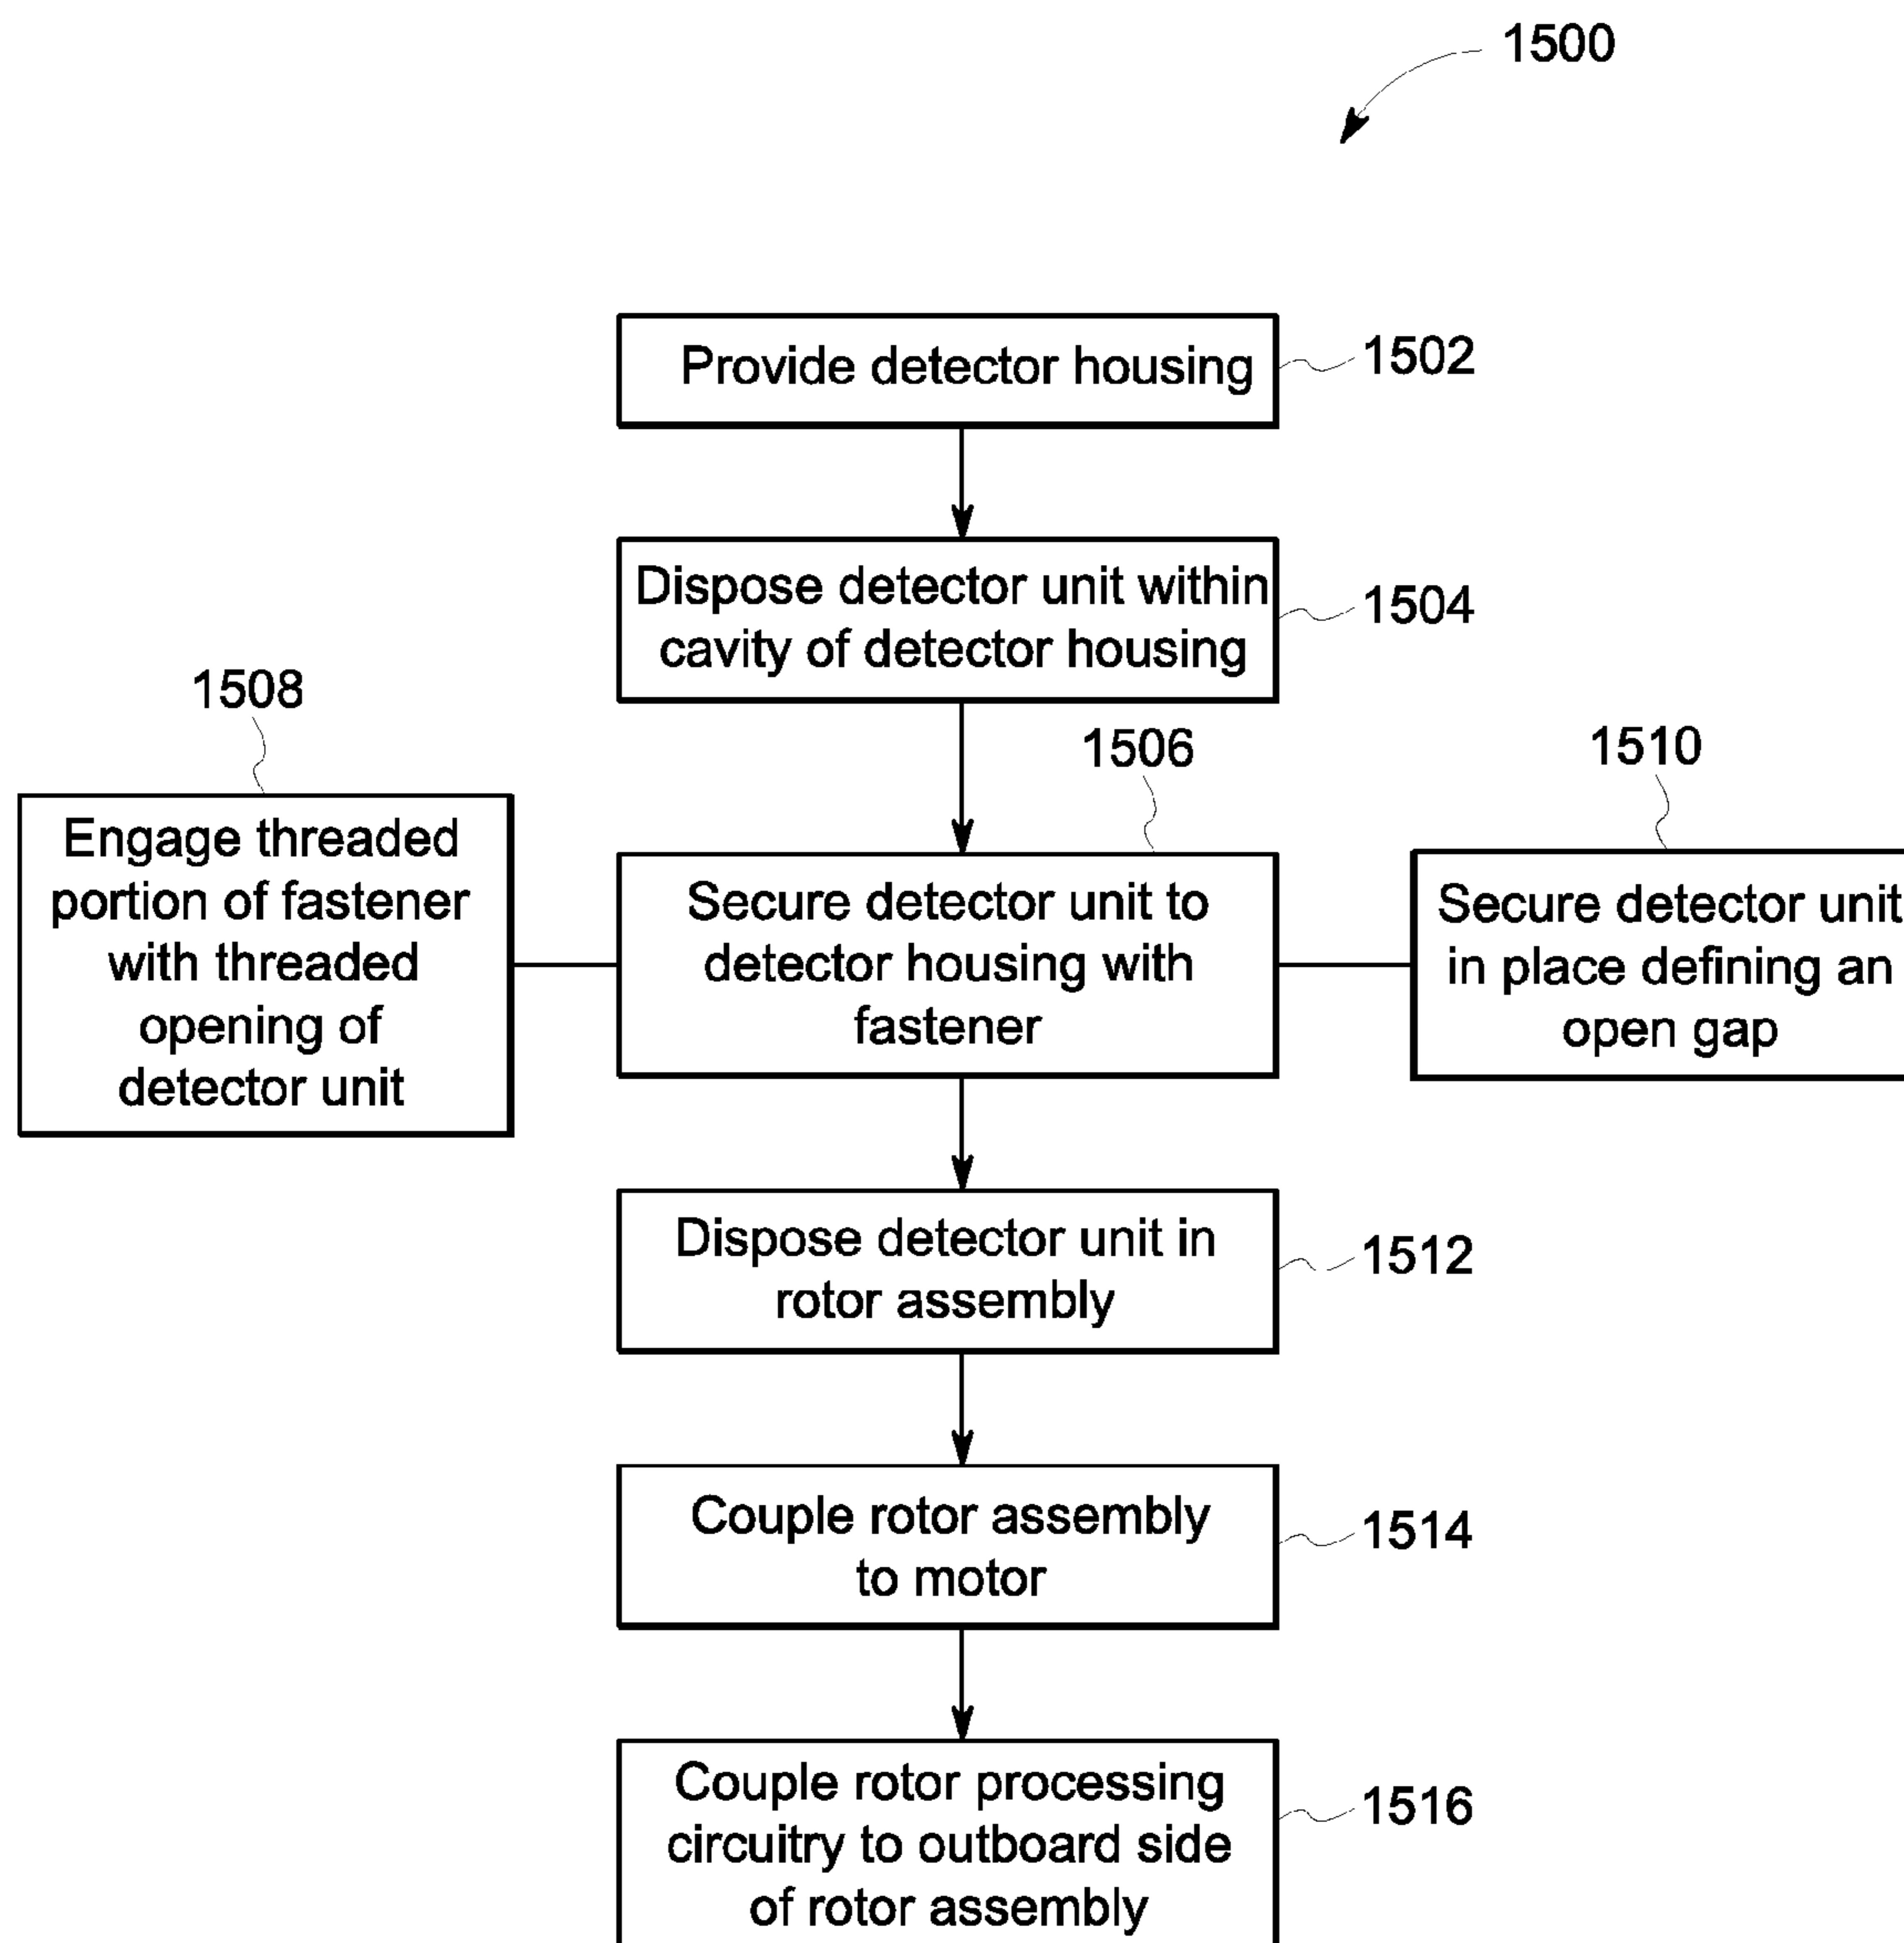 1500
Provide detector housing
1502
Dispose detector unit within
cavity of detector housing
1504
1508
Engage threaded
portion of fastener
with threaded
opening of
detector unit
1506
Secure detector unit to
detector housing with
fastener
1510
Secure detector unit
in place defining an
open gap
Dispose detector unit in
rotor assembly
1512
Couple rotor assembly
to motor
1514
Couple rotor processing
circuitry to outboard side
of rotor assembly
1516